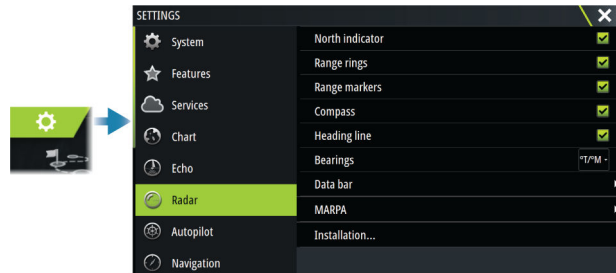 SETTINGS
System
Features
Services
Chart
Echo
Radar
Autopilot
Navigation
North indicator
Range rings
Range markers
Compass
Heading line
Bearings °T/°M
Data bar
MARPA
Installation...